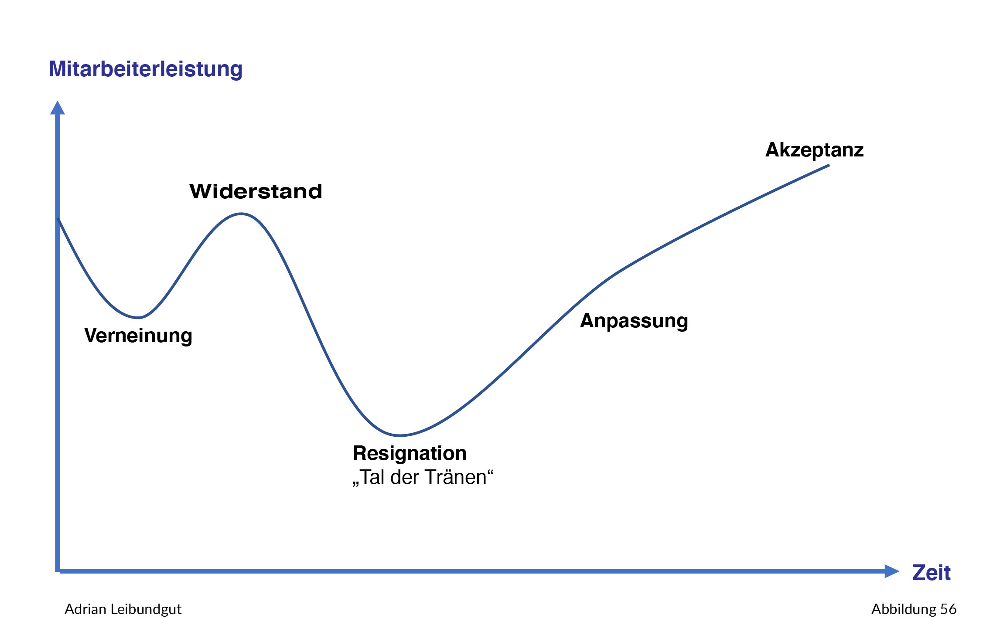 Mitarbeiterleistung
Akzeptanz
Widerstand
Anpassung
Verneinung
Resignation
„Tal der Tränen“
Zeit
Adrian Leibundgut
Abbildung 56